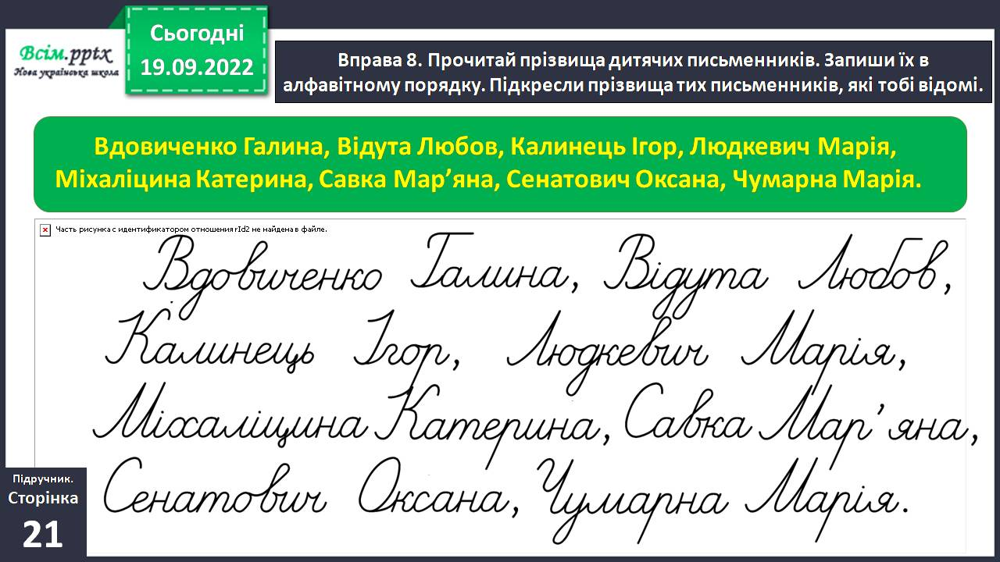 Всім.pptx
Нова українська школа
Сьогодні
19.09.2022
Вправа 8. Прочитай прізвища дитячих письменників. Запиши їх в
алфавітному порядку. Підкресли прізвища тих письменників, які тобі відомі.
Вдовиченко Галина, Відута Любов, Калинець Ігор, Людкевич Марія,
Міхаліцина Катерина, Савка Мар’яна, Сенатович Оксана, Чумарна Марія.
Часть рисунка с идентификатором отношения rId2 не найдена в файле.
Вдовиченко Галина, Відута Любов,
Калинець Ігор, Людкевич Марія,
Міхаліцина Катерина, Савка Мар’яна,
Сенатович Оксана, Чумарна Марія.
Підручник.
Сторінка
21